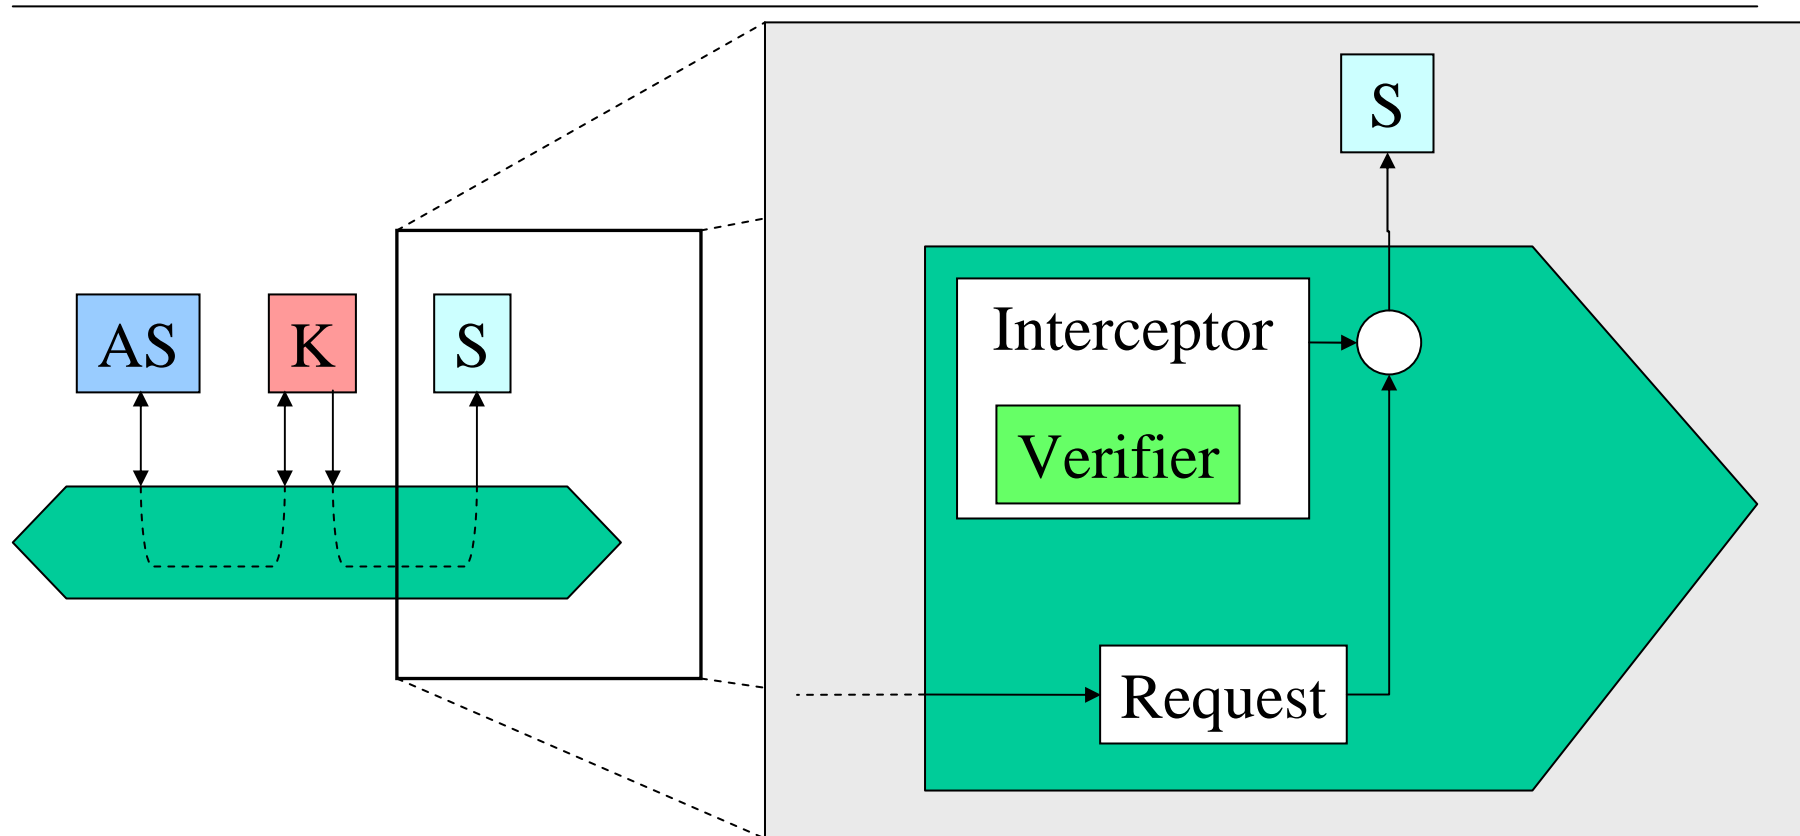 S
Interceptor
AS
K
S
Verifier
Request